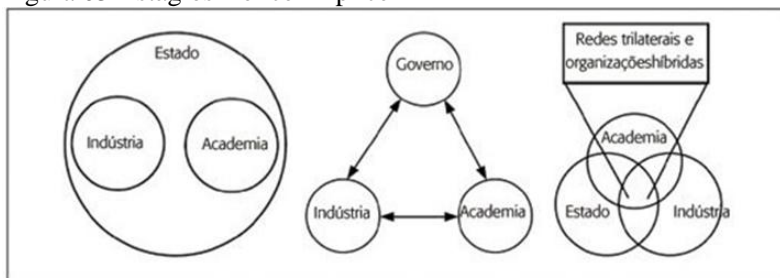 Estado
Indústria
Academia
Governo
Indústria
Academia
Redes trilaterais e
organizaçõeshíbridas
Academia
Estado
Indústria